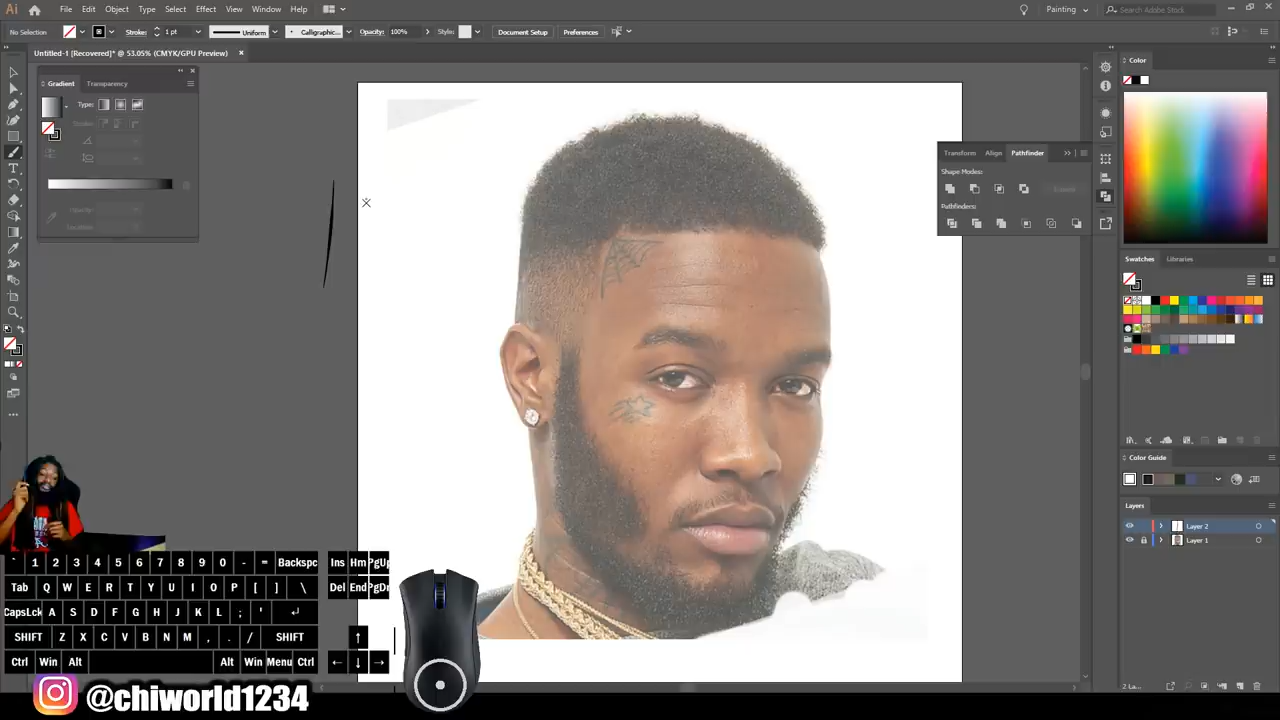 Ai File Edit Object Type Select Effect View Window Help Painting Search Adobe Stock
No Selection Stroke: 1 pt Uniform Calligraphic... Opacity: 100% Style: Document Setup Preferences
Untitled-1 [Recovered]* @ 53.05% (CMYK/GPU Preview) ×
Gradient Transparency
Type:
Stroke:
Opacity:
Location:
Color
Transform Align Pathfinder
Shape Modes:
Expand
Pathfinders:
Swatches Libraries
Color Guide
Layers
Layer 2
Layer 1
2 La...
1 2 3 4 5 6 7 8 9 0 - = Backspc Ins Hm PgUp
Tab Q W E R T Y U I O P [ ] \ Del End PgDn
CapsLck A S D F G H J K L ; ' ↵
SHIFT Z X C V B N M , . / SHIFT ↑
Ctrl Win Alt Alt Win Menu Ctrl ← ↓ →
@chiworld1234